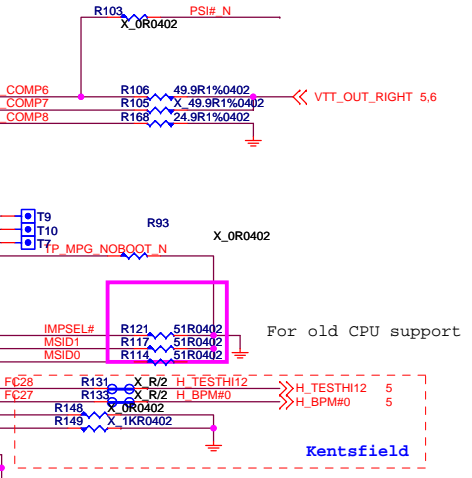 R103 PSI#_N
X_0R0402
COMP6 R106 49.9R1%0402 VTT_OUT_RIGHT 5,6
COMP7 R105 X_49.9R1%0402
COMP8 R168 24.9R1%0402
T9
T10
T7
R93
X_0R0402
TP_MPG_NOBOOT_N
IMPSEL# R121 51R0402 For old CPU support
MSID1 R117 51R0402
MSID0 R114 51R0402
FC28 R131 X_R/2 H_TESTHI12 H_TESTHI12 5
FC27 R133 X_R/2 H_BPM#0 H_BPM#0 5
R148 X_0R0402
R149 X_1KR0402
Kentsfield